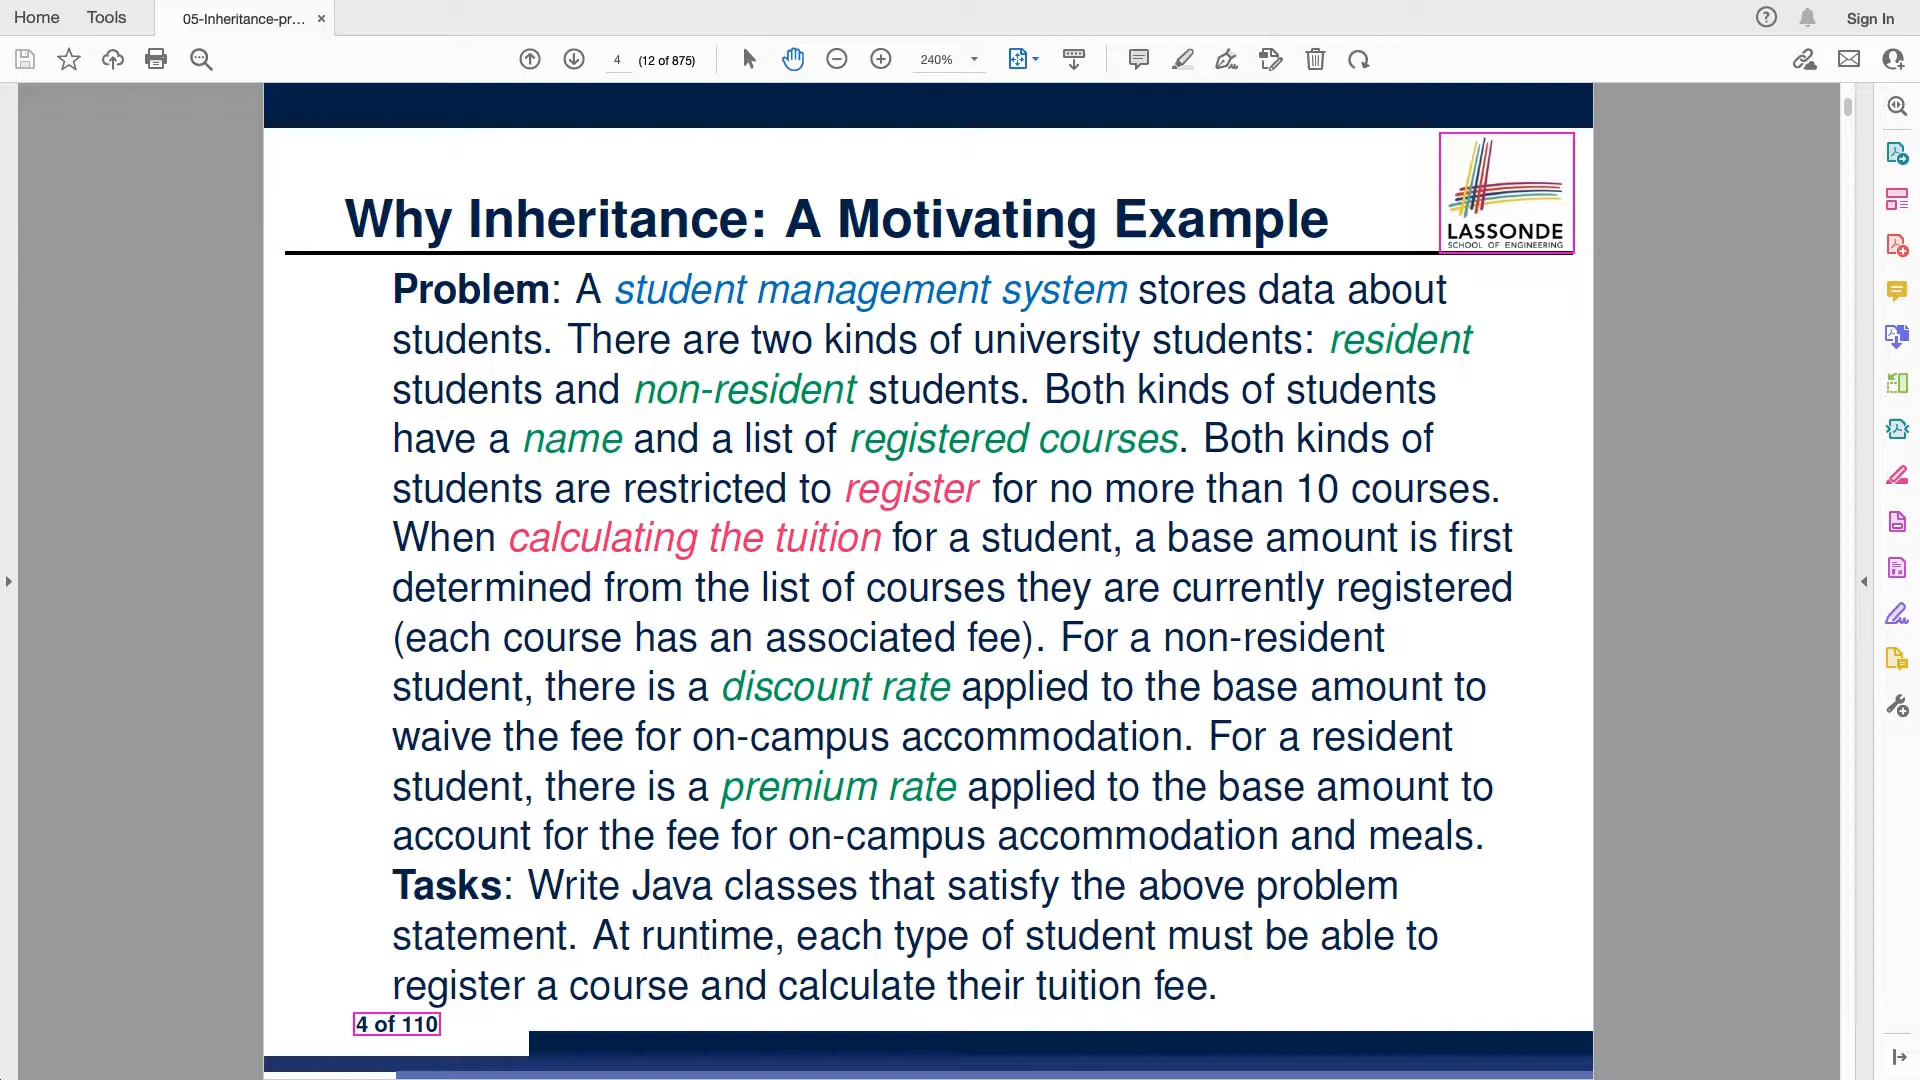 Home Tools 05-Inheritance-pr... × Sign In
4 (12 of 875) 240%
LASSONDE
SCHOOL OF ENGINEERING
Why Inheritance: A Motivating Example
Problem: A student management system stores data about
students. There are two kinds of university students: resident
students and non-resident students. Both kinds of students
have a name and a list of registered courses. Both kinds of
students are restricted to register for no more than 10 courses.
When calculating the tuition for a student, a base amount is first
determined from the list of courses they are currently registered
(each course has an associated fee). For a non-resident
student, there is a discount rate applied to the base amount to
waive the fee for on-campus accommodation. For a resident
student, there is a premium rate applied to the base amount to
account for the fee for on-campus accommodation and meals.
Tasks: Write Java classes that satisfy the above problem
statement. At runtime, each type of student must be able to
register a course and calculate their tuition fee.
4 of 110